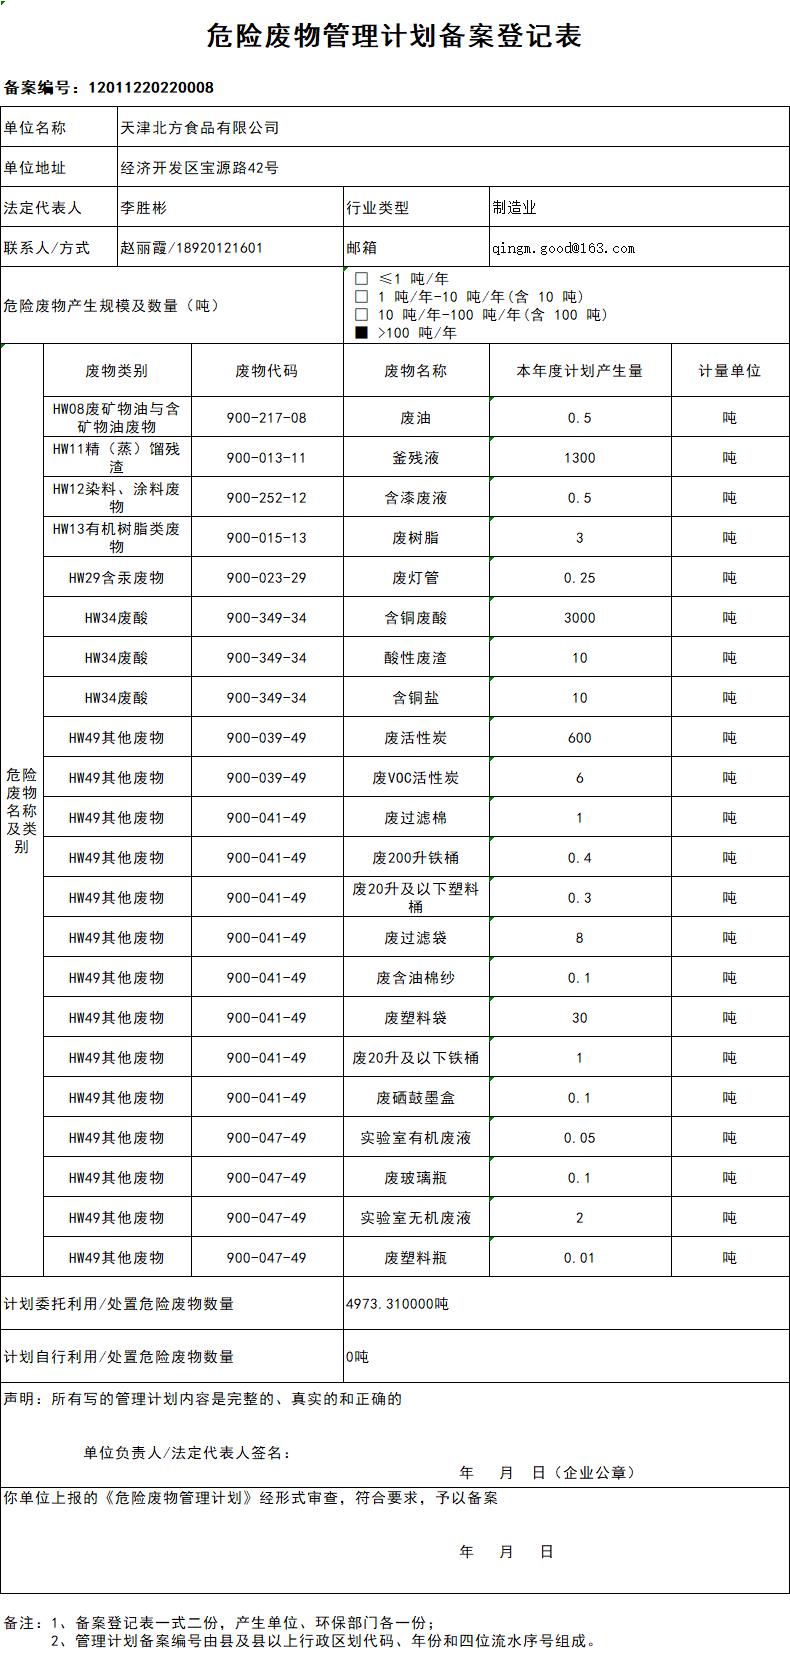 危险废物管理计划备案登记表
备案编号：12011220220008
单位名称 天津北方食品有限公司
单位地址 经济开发区宝源路42号
法定代表人 李胜彬 行业类型 制造业
联系人/方式 赵丽霞/18920121601 邮箱 qingm.good@163.com
危险废物产生规模及数量（吨）
□ ≤1 吨/年
□ 1 吨/年-10 吨/年(含 10 吨)
□ 10 吨/年-100 吨/年(含 100 吨)
■ >100 吨/年
危险
废物
名称
及类
别
废物类别 废物代码 废物名称 本年度计划产生量 计量单位
HW08废矿物油与含
矿物油废物 900-217-08 废油 0.5 吨
HW11精（蒸）馏残
渣 900-013-11 釜残液 1300 吨
HW12染料、涂料废
物 900-252-12 含漆废液 0.5 吨
HW13有机树脂类废
物 900-015-13 废树脂 3 吨
HW29含汞废物 900-023-29 废灯管 0.25 吨
HW34废酸 900-349-34 含铜废酸 3000 吨
HW34废酸 900-349-34 酸性废渣 10 吨
HW34废酸 900-349-34 含铜盐 10 吨
HW49其他废物 900-039-49 废活性炭 600 吨
HW49其他废物 900-039-49 废VOC活性炭 6 吨
HW49其他废物 900-041-49 废过滤棉 1 吨
HW49其他废物 900-041-49 废200升铁桶 0.4 吨
HW49其他废物 900-041-49 废20升及以下塑料
桶 0.3 吨
HW49其他废物 900-041-49 废过滤袋 8 吨
HW49其他废物 900-041-49 废含油棉纱 0.1 吨
HW49其他废物 900-041-49 废塑料袋 30 吨
HW49其他废物 900-041-49 废20升及以下铁桶 1 吨
HW49其他废物 900-041-49 废硒鼓墨盒 0.1 吨
HW49其他废物 900-047-49 实验室有机废液 0.05 吨
HW49其他废物 900-047-49 废玻璃瓶 0.1 吨
HW49其他废物 900-047-49 实验室无机废液 2 吨
HW49其他废物 900-047-49 废塑料瓶 0.01 吨
计划委托利用/处置危险废物数量 4973.310000吨
计划自行利用/处置危险废物数量 0吨
声明：所有写的管理计划内容是完整的、真实的和正确的
单位负责人/法定代表人签名：
年 月 日（企业公章）
你单位上报的《危险废物管理计划》经形式审查，符合要求，予以备案
年 月 日
备注：1、备案登记表一式二份，产生单位、环保部门各一份；
2、管理计划备案编号由县及县以上行政区划代码、年份和四位流水序号组成。